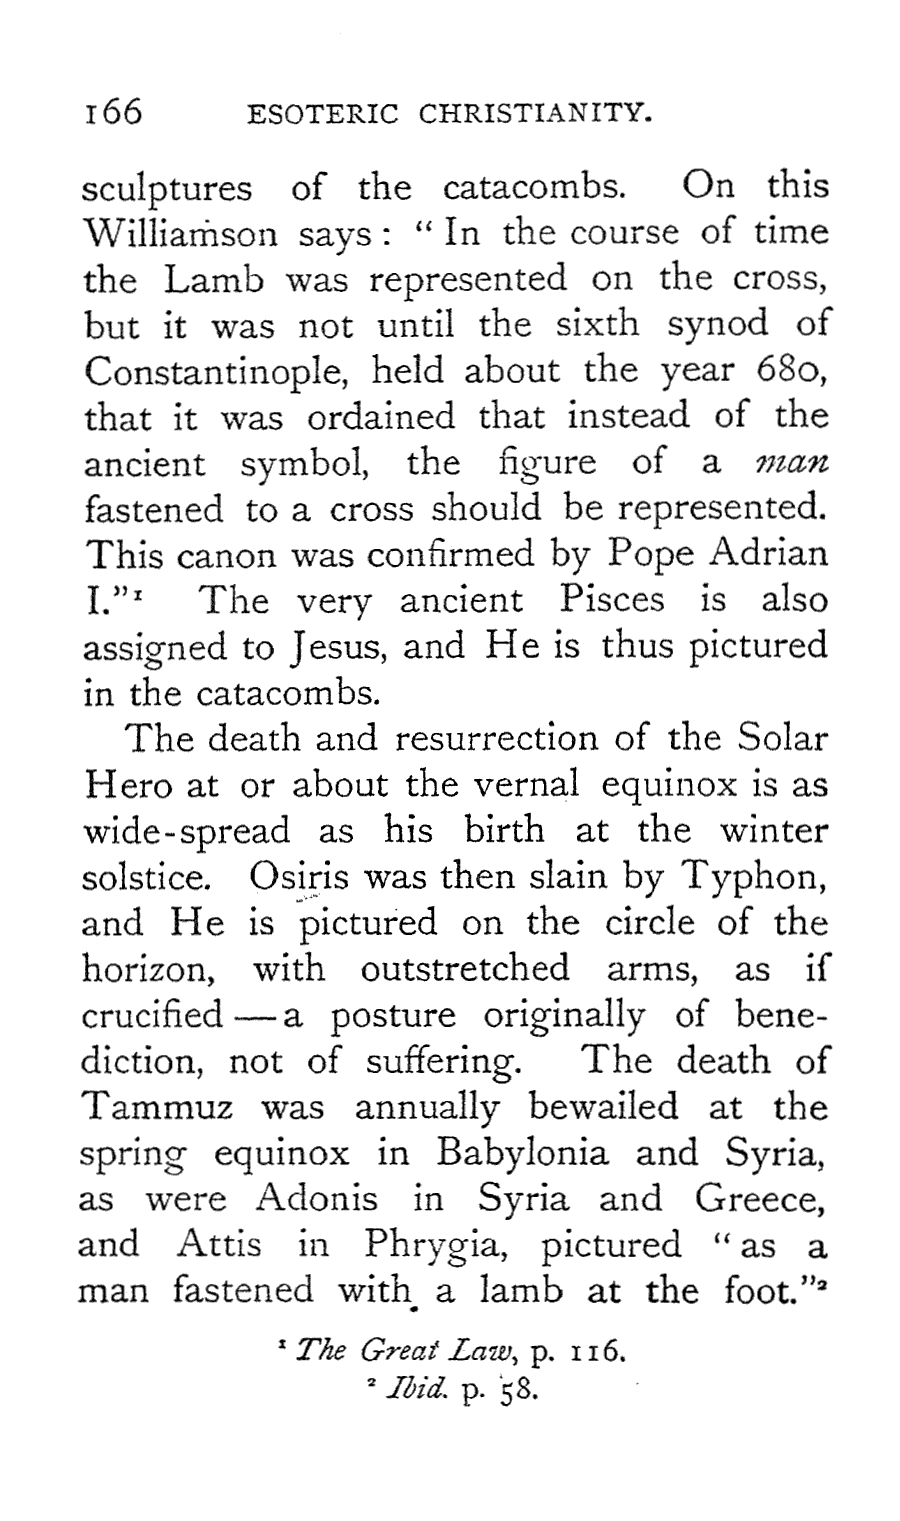 166 ESOTERIC CHRISTIANITY.
sculptures of the catacombs. On this
Williamson says : “ In the course of time
the Lamb was represented on the cross,
but it was not until the sixth synod of
Constantinople, held about the year 680,
that it was ordained that instead of the
ancient symbol, the figure of a man
fastened to a cross should be represented.
This canon was confirmed by Pope Adrian
I.”¹ The very ancient Pisces is also
assigned to Jesus, and He is thus pictured
in the catacombs.
The death and resurrection of the Solar
Hero at or about the vernal equinox is as
wide-spread as his birth at the winter
solstice. Osiris was then slain by Typhon,
and He is pictured on the circle of the
horizon, with outstretched arms, as if
crucified — a posture originally of bene-
diction, not of suffering. The death of
Tammuz was annually bewailed at the
spring equinox in Babylonia and Syria,
as were Adonis in Syria and Greece,
and Attis in Phrygia, pictured “ as a
man fastened with a lamb at the foot.”²
¹ The Great Law, p. 116.
² Ibid. p. 58.